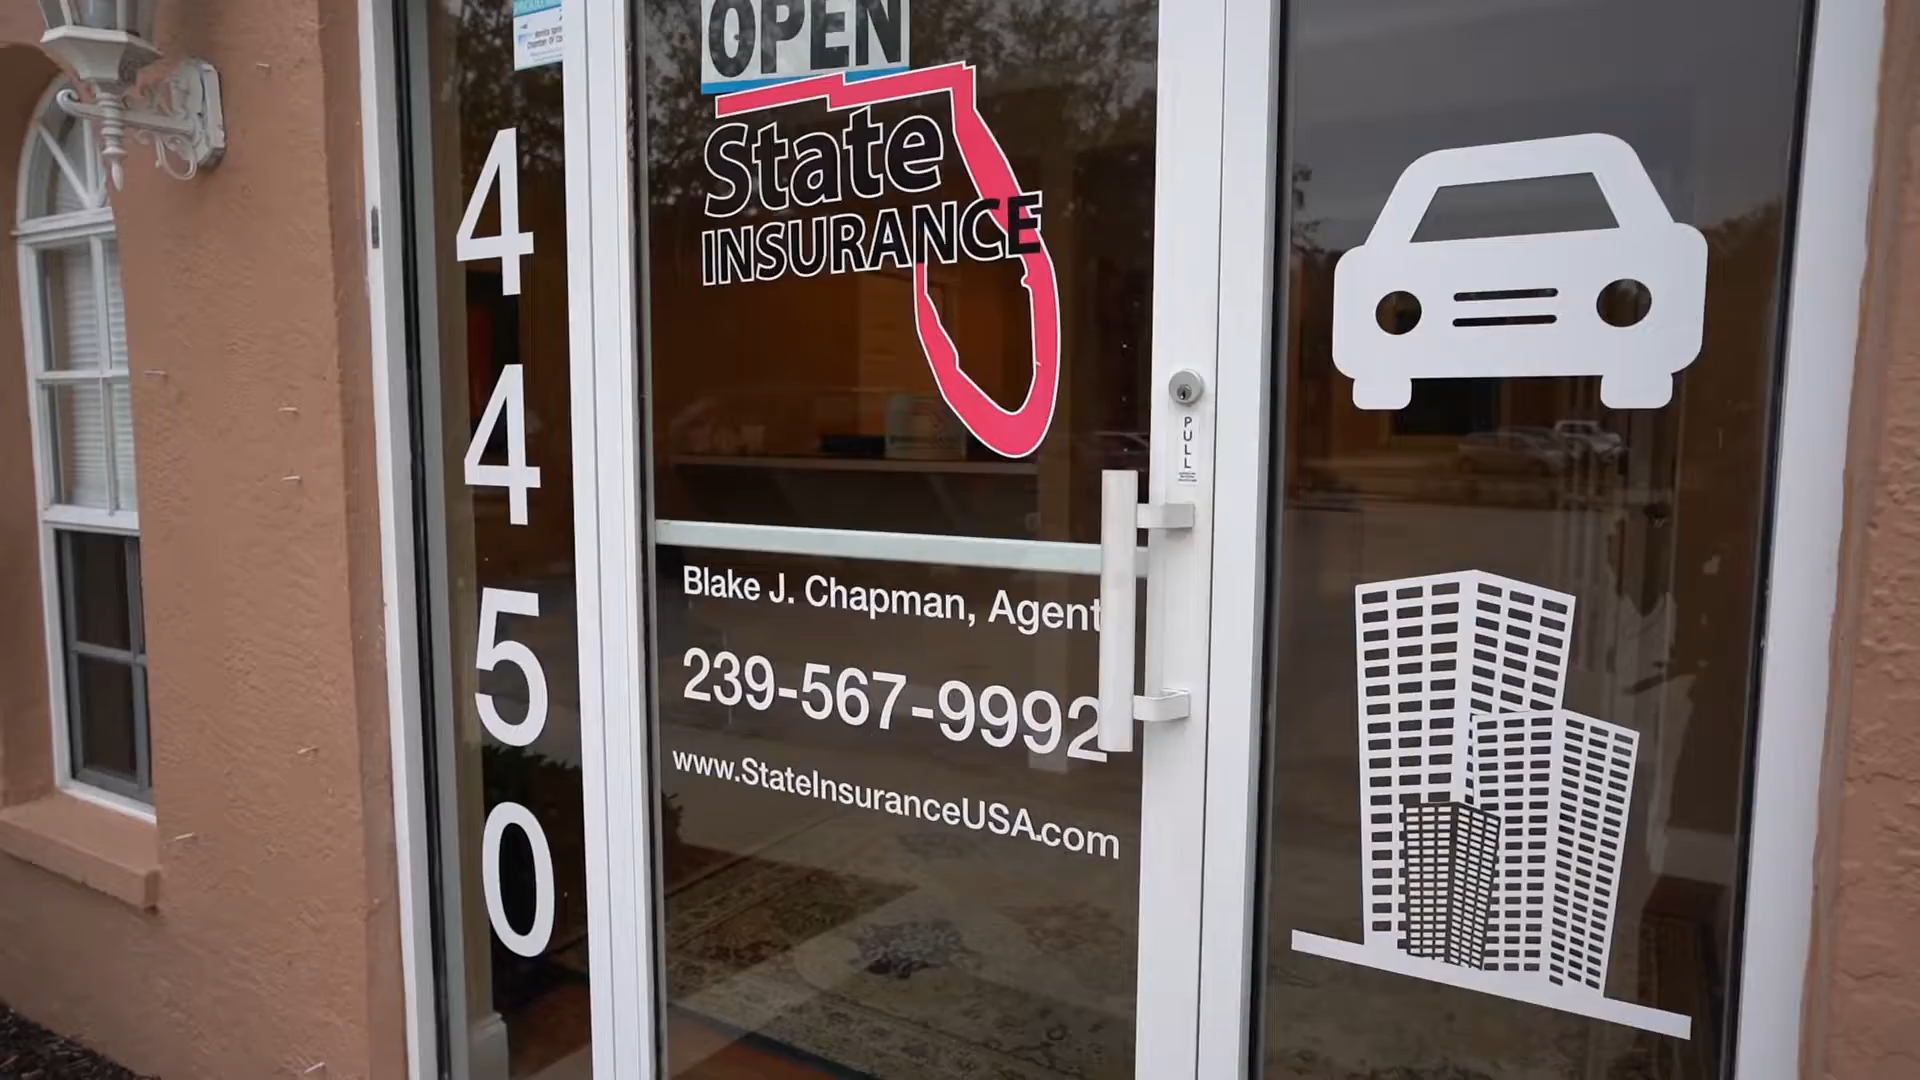 OPEN
State
INSURANCE
4
4
5
0
PULL
Blake J. Chapman, Agent
239-567-9992
www.StateInsuranceUSA.com